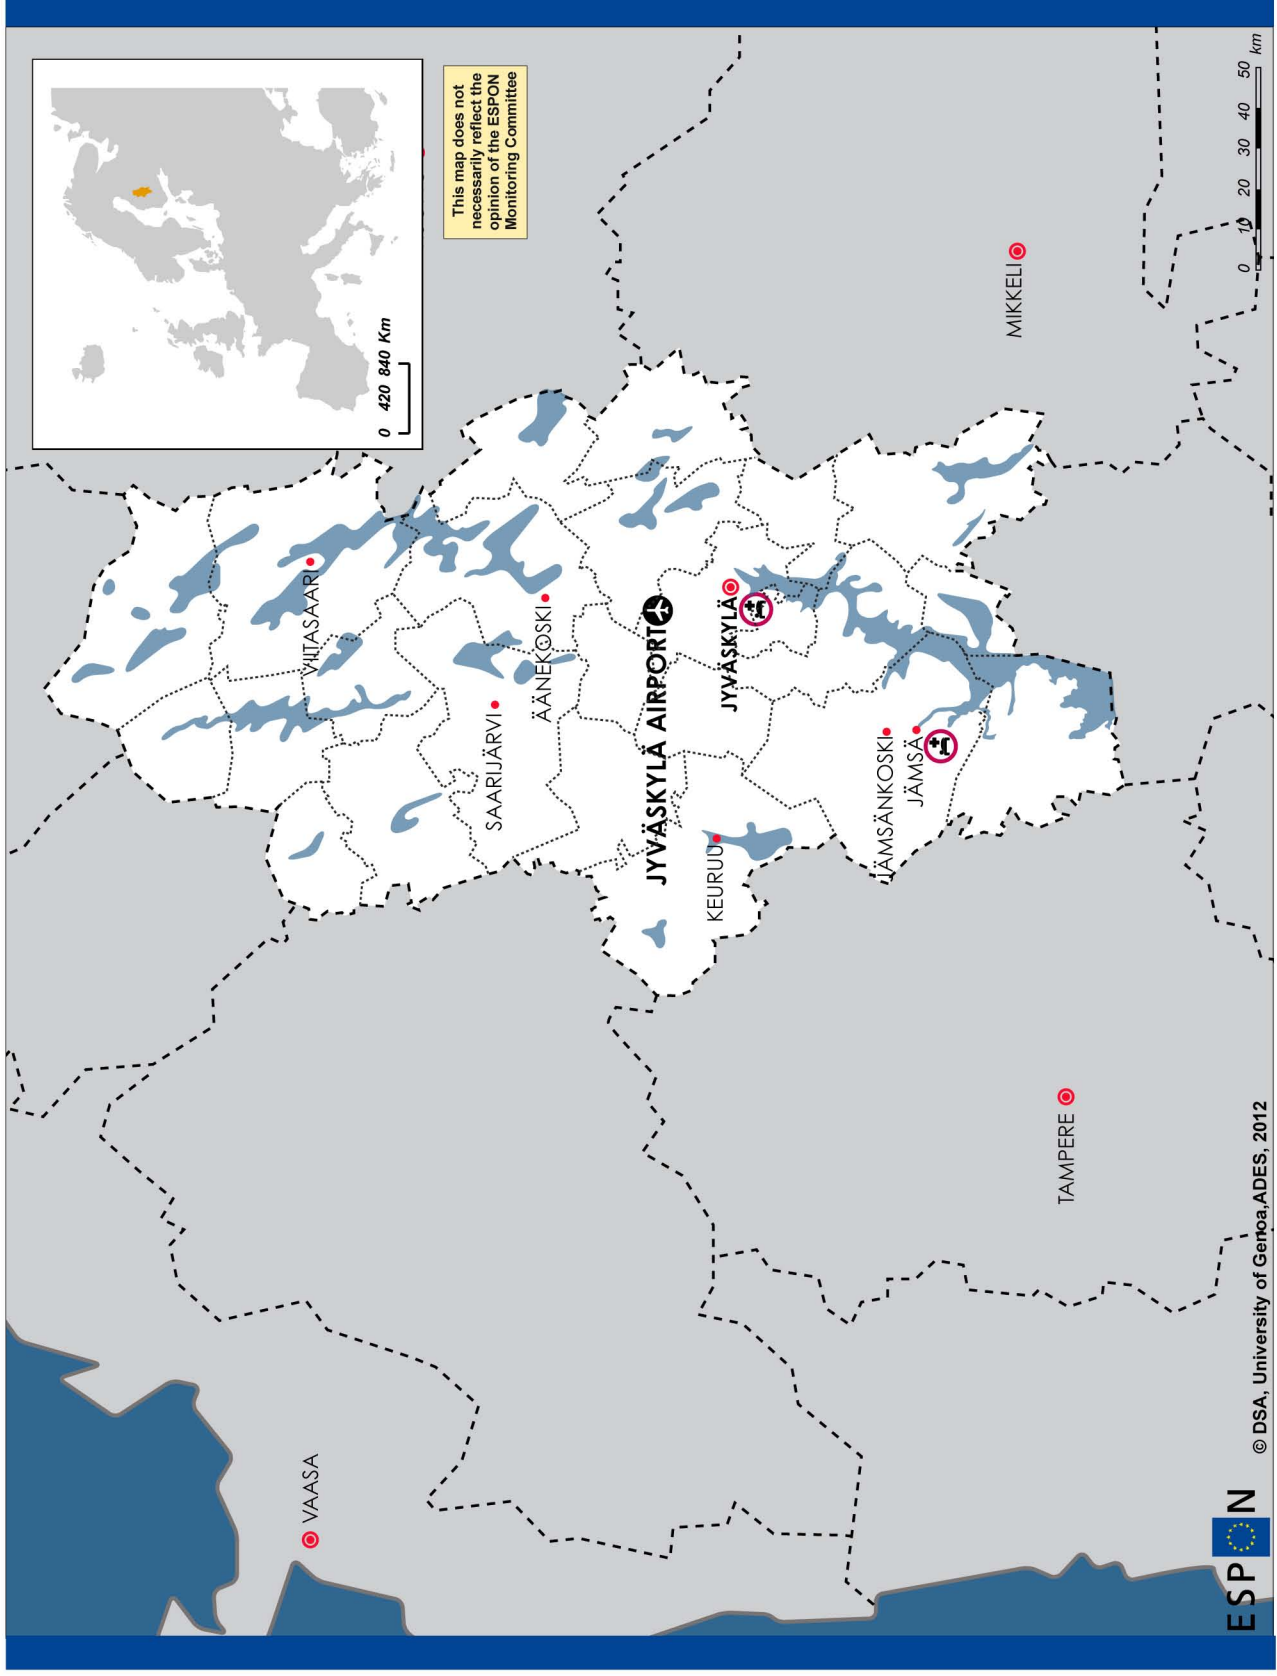 This map does not
necessarily reflect the
opinion of the ESPON
Monitoring Committee
0 420 840 Km
VIITASAARI
ÄÄNEKOSKI
SAARIJÄRVI
JYVÄSKYLÄ AIRPORT
JYVÄSKYLÄ
KEURUU
JÄMSÄNKOSKI
JÄMSÄ
MIKKELI
TAMPERE
VAASA
0 10 20 30 40 50 km
ESPON
© DSA, University of Genoa,ADES, 2012